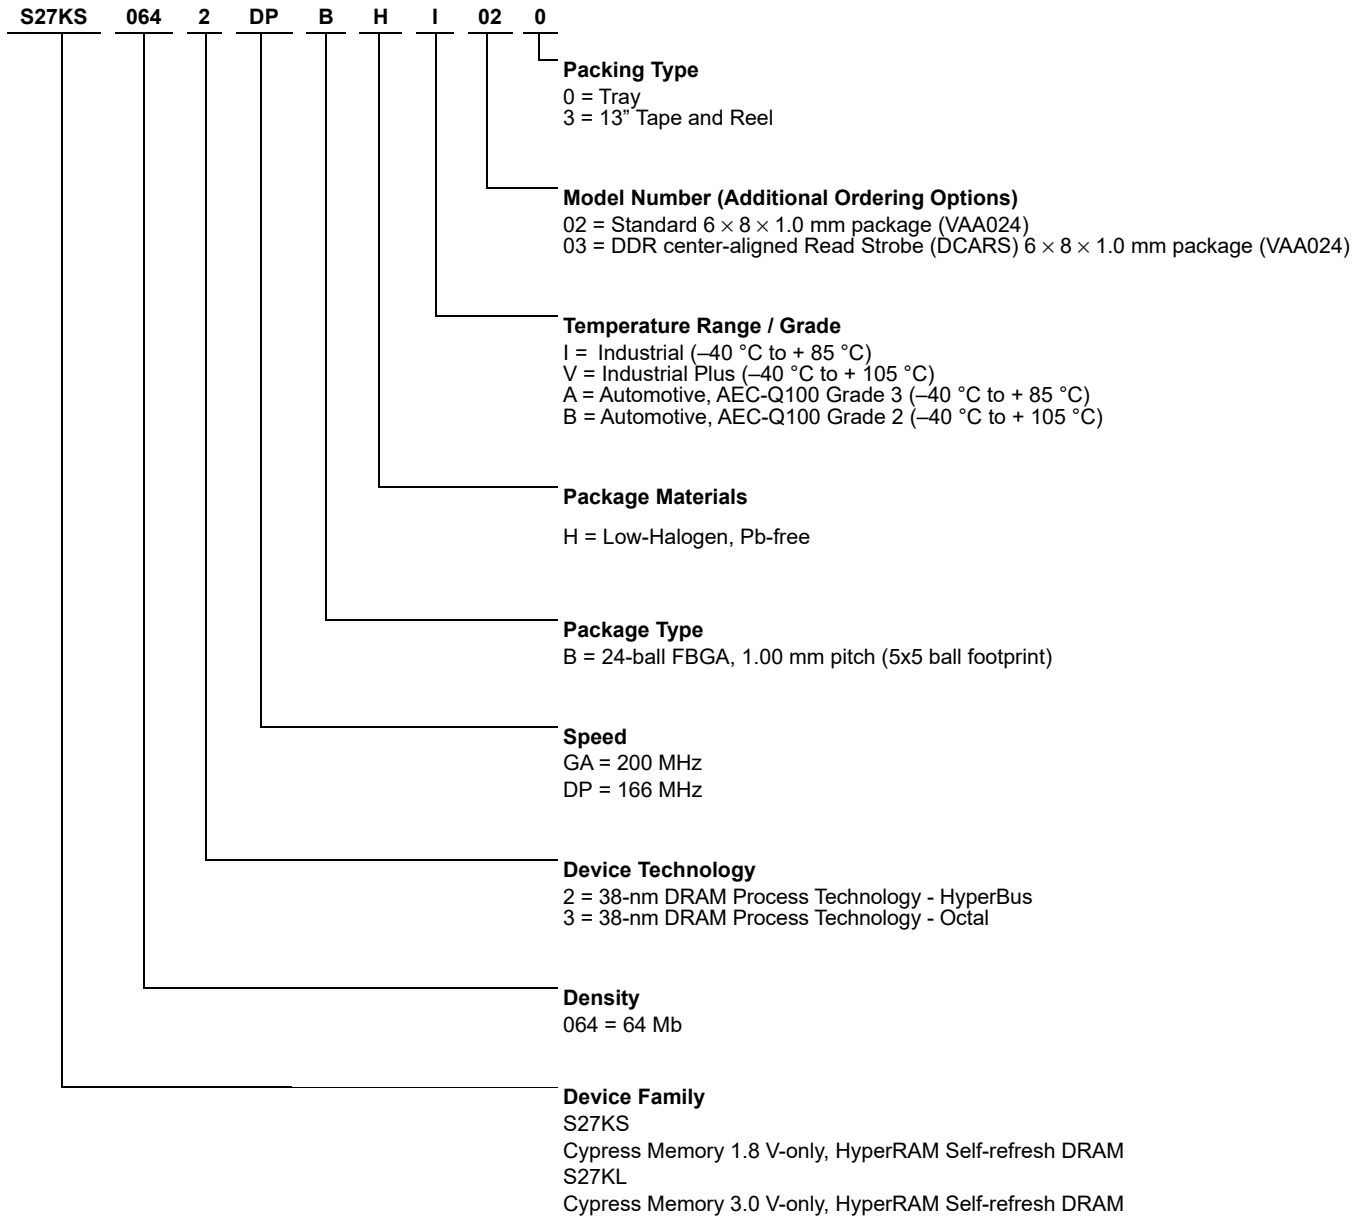 S27KS 064 2 DP B H I 02 0
Packing Type
0 = Tray
3 = 13” Tape and Reel
Model Number (Additional Ordering Options)
02 = Standard 6 × 8 × 1.0 mm package (VAA024)
03 = DDR center-aligned Read Strobe (DCARS) 6 × 8 × 1.0 mm package (VAA024)
Temperature Range / Grade
I = Industrial (–40 °C to + 85 °C)
V = Industrial Plus (–40 °C to + 105 °C)
A = Automotive, AEC-Q100 Grade 3 (–40 °C to + 85 °C)
B = Automotive, AEC-Q100 Grade 2 (–40 °C to + 105 °C)
Package Materials
H = Low-Halogen, Pb-free
Package Type
B = 24-ball FBGA, 1.00 mm pitch (5x5 ball footprint)
Speed
GA = 200 MHz
DP = 166 MHz
Device Technology
2 = 38-nm DRAM Process Technology - HyperBus
3 = 38-nm DRAM Process Technology - Octal
Density
064 = 64 Mb
Device Family
S27KS
Cypress Memory 1.8 V-only, HyperRAM Self-refresh DRAM
S27KL
Cypress Memory 3.0 V-only, HyperRAM Self-refresh DRAM